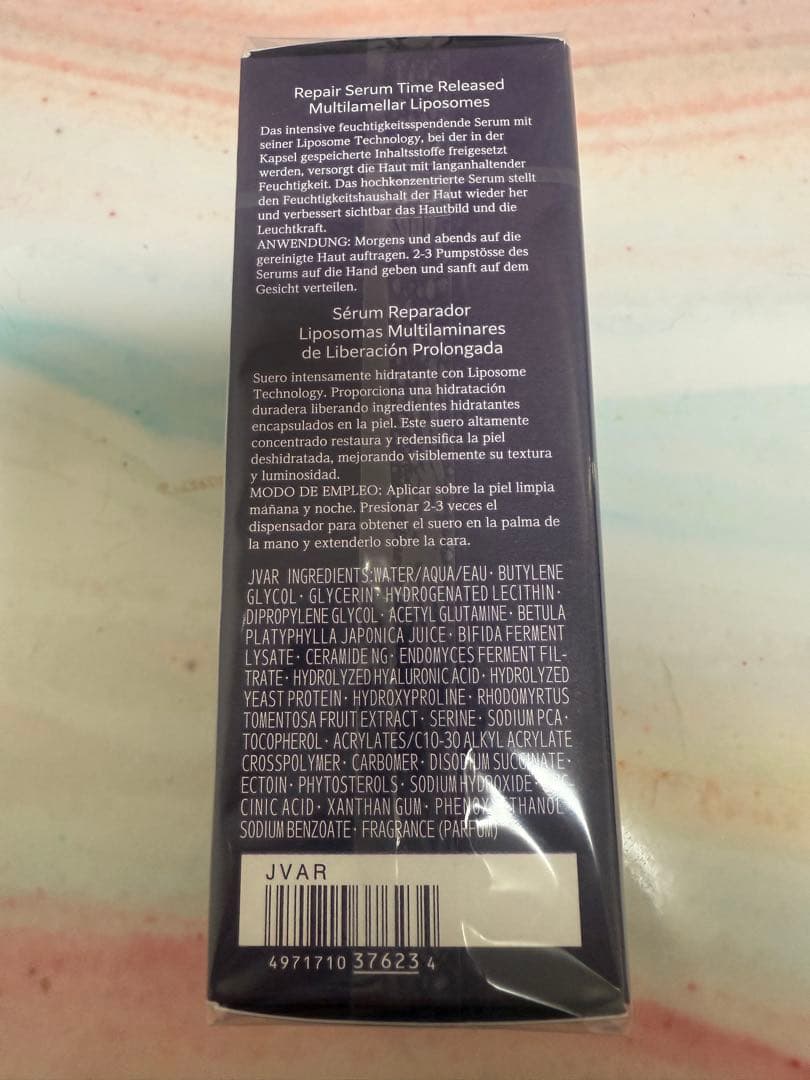 Repair Serum Time Released
Multilamellar Liposomes
Das intensive feuchtigkeitsspendende Serum mit
seiner Liposome Technology, bei der in der
Kapsel gespeicherte Inhaltsstoffe freigesetzt
werden, versorgt die Haut mit langanhaltender
Feuchtigkeit. Das hochkonzentrierte Serum stellt
den Feuchtigkeitshaushalt der Haut wieder her
und verbessert sichtbar das Hautbild und die
Leuchtkraft.
ANWENDUNG: Morgens und abends auf die
gereinigte Haut auftragen. 2-3 Pumpstösse des
Serums auf die Hand geben und sanft auf dem
Gesicht verteilen.
Sérum Reparador
Liposomas Multilaminares
de Liberación Prolongada
Suero intensamente hidratante con Liposome
Technology. Proporciona una hidratación
duradera liberando ingredientes hidratantes
encapsulados en la piel. Este suero altamente
concentrado restaura y redensifica la piel
deshidratada, mejorando visiblemente su textura
y luminosidad.
MODO DE EMPLEO: Aplicar sobre la piel limpia
mañana y noche. Presionar 2-3 veces el
dispensador para obtener el suero en la palma de
la mano y extenderlo sobre la cara.
JVAR INGREDIENTS:WATER/AQUA/EAU· BUTYLENE
GLYCOL· GLYCERIN· HYDROGENATED LECITHIN·
DIPROPYLENE GLYCOL· ACETYL GLUTAMINE· BETULA
PLATYPHYLLA JAPONICA JUICE· BIFIDA FERMENT
LYSATE· CERAMIDE NG· ENDOMYCES FERMENT FIL-
TRATE· HYDROLYZED HYALURONIC ACID· HYDROLYZED
YEAST PROTEIN· HYDROXYPROLINE· RHODOMYRTUS
TOMENTOSA FRUIT EXTRACT· SERINE· SODIUM PCA·
TOCOPHEROL· ACRYLATES/C10-30 ALKYL ACRYLATE
CROSSPOLYMER· CARBOMER· DISODIUM SUCCINATE·
ECTOIN· PHYTOSTEROLS· SODIUM HYDROXIDE·
CINIC ACID· XANTHAN GUM· PHENOXYETHANOL·
SODIUM BENZOATE· FRAGRANCE (PARFUM)
JVAR
4971710 37623 4